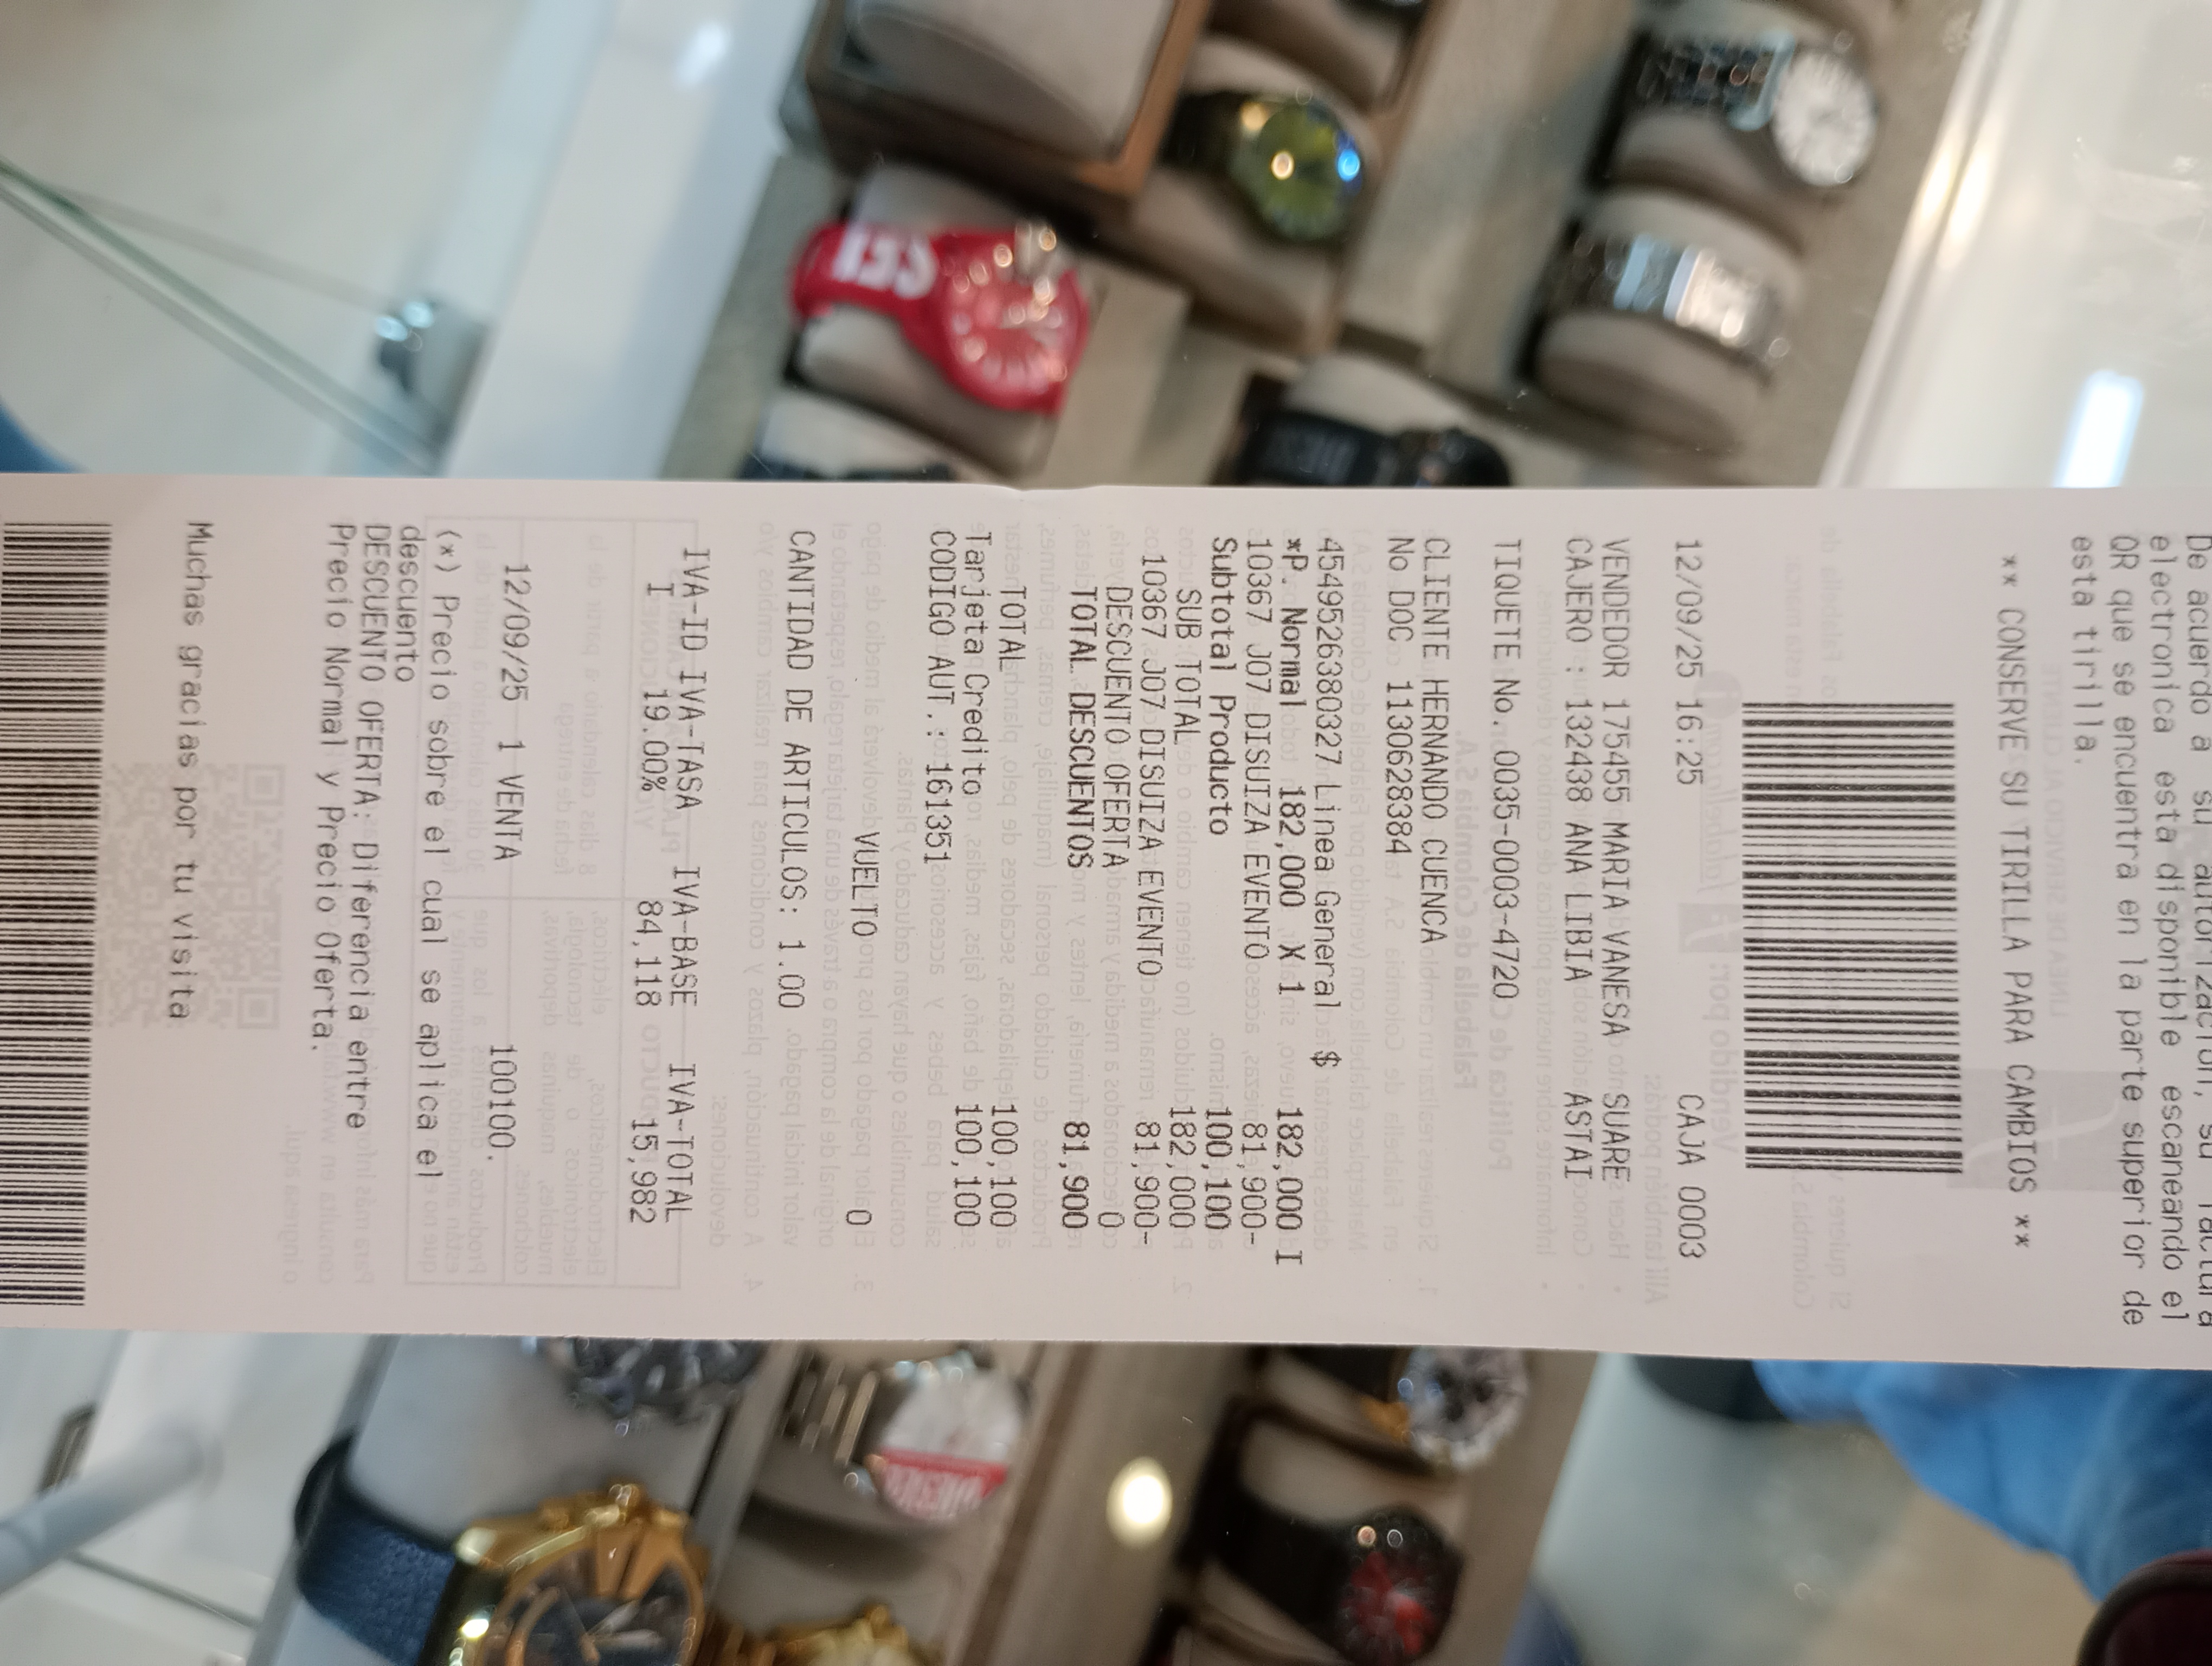 De acuerdo a su autorización, su factura
electronica esta disponible escaneando el
QR que se encuentra en la parte superior de
esta tirilla.
** CONSERVE SU TIRILLA PARA CAMBIOS **
12/09/25 16:25 CAJA 0003
VENDEDOR 175455 MARIA VANESA SUARE
CAJERO : 132438 ANA LIBIA ASTAI
TIQUETE No. 0035-0003-4720
CLIENTE HERNANDO CUENCA
No DOC 1130628384
4549526380327 Linea General $ 182,000 I
*P. Normal 182,000 X 1
10367 J07 DISUIZA EVENTO 81,900-
Subtotal Producto 100,100
SUB TOTAL 182,000
10367 J07 DISUIZA EVENTO 81,900-
DESCUENTO OFERTA 0
TOTAL DESCUENTOS 81,900
TOTAL 100,100
Tarjeta Credito 100,100
CODIGO AUT.: 161351
VUELTO 0
CANTIDAD DE ARTICULOS: 1.00
IVA-ID IVA-TASA IVA-BASE IVA-TOTAL
I 19.00% 84,118 15,982
12/09/25 1 VENTA 100100.
(*) Precio sobre el cual se aplica el
descuento
DESCUENTO OFERTA: Diferencia entre
Precio Normal y Precio Oferta.
Muchas gracias por tu visita